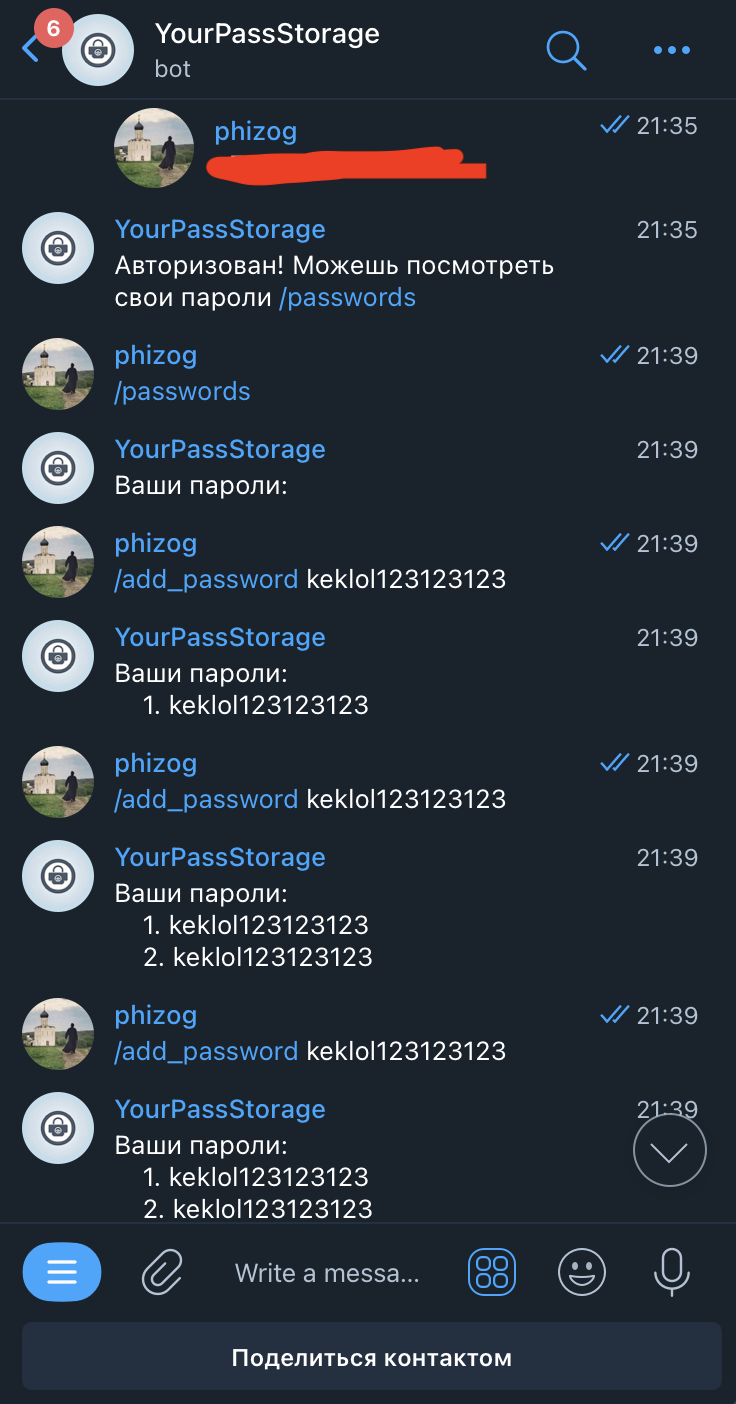 6
YourPassStorage
bot
phizog 21:35
YourPassStorage 21:35
Авторизован! Можешь посмотреть
свои пароли /passwords
phizog 21:39
/passwords
YourPassStorage 21:39
Ваши пароли:
phizog 21:39
/add_password keklol123123123
YourPassStorage 21:39
Ваши пароли:
1. keklol123123123
phizog 21:39
/add_password keklol123123123
YourPassStorage 21:39
Ваши пароли:
1. keklol123123123
2. keklol123123123
phizog 21:39
/add_password keklol123123123
YourPassStorage 21:39
Ваши пароли:
1. keklol123123123
2. keklol123123123
Write a messa...
Поделиться контактом